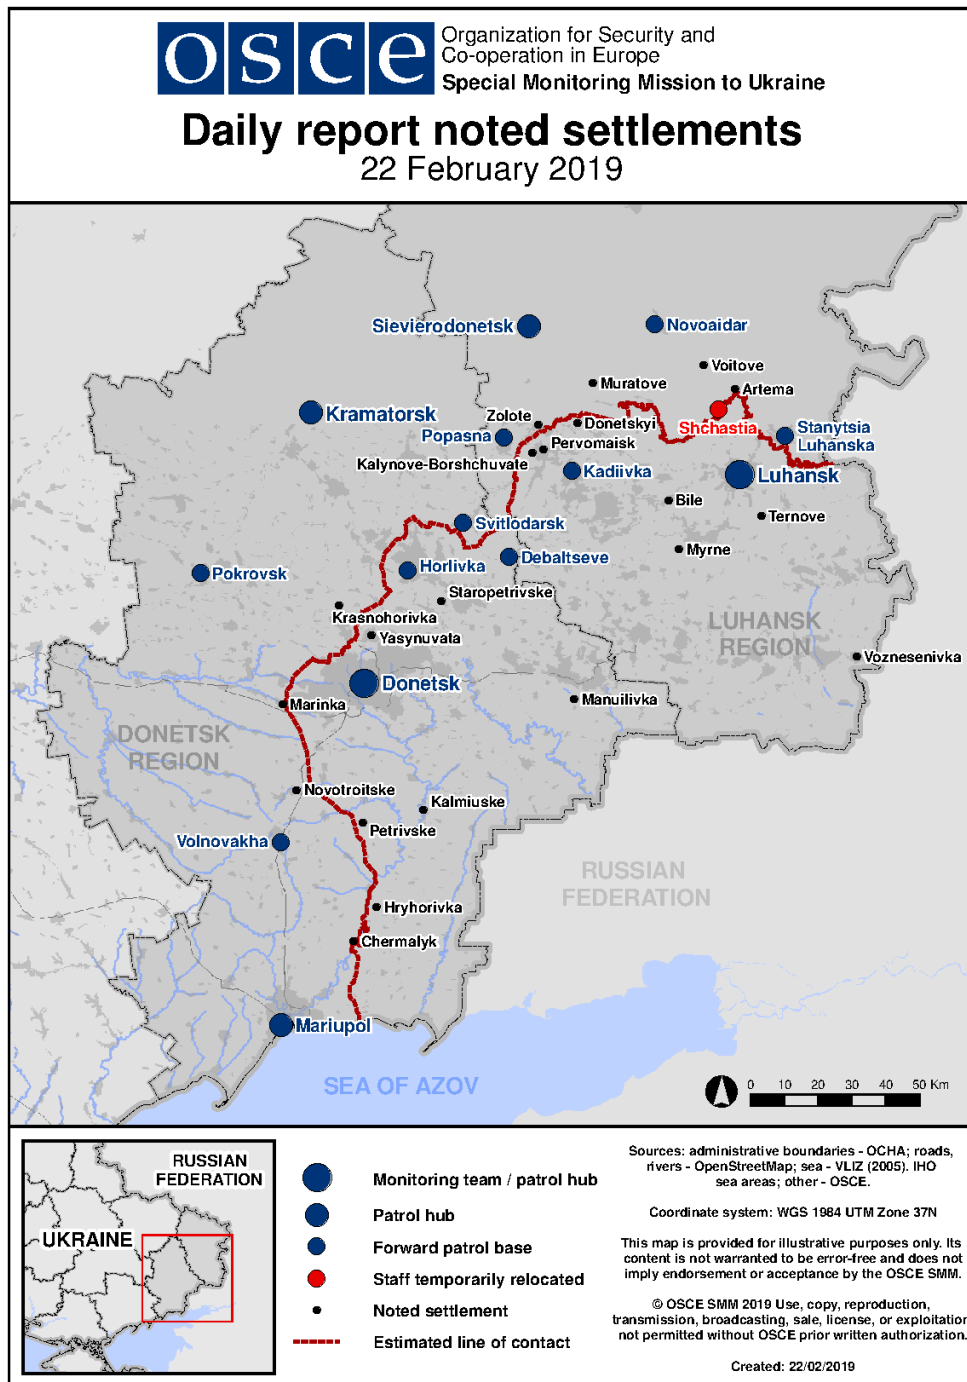 osce
Organization for Security and
Co-operation in Europe
Special Monitoring Mission to Ukraine
Daily report noted settlements
22 February 2019
Sievierodonetsk
Novoaidar
Voitove
Muratove
Artema
Kramatorsk
Zolote
Donetskyi
Shchastia
Popasna
Stanytsia
Luhanska
Pervomaisk
Kalynove-Borshchuvate
Kadiivka
Luhansk
Bile
Ternove
Svitlodarsk
Myrne
Debaltseve
Horlivka
Pokrovsk
Staropetrivske
Krasnohorivka
LUHANSK
REGION
Yasynuvata
Voznesenivka
Donetsk
Manuilivka
Marinka
DONETSK
REGION
Novotroitske
Kalmiuske
Petrivske
Volnovakha
RUSSIAN
FEDERATION
Hryhorivka
Chermalyk
Mariupol
SEA OF AZOV
0 10 20 30 40 50 Km
RUSSIAN
FEDERATION
UKRAINE
Monitoring team / patrol hub
Patrol hub
Forward patrol base
Staff temporarily relocated
Noted settlement
Estimated line of contact
Sources: administrative boundaries - OCHA; roads,
rivers - OpenStreetMap; sea - VLIZ (2005). IHO
sea areas; other - OSCE.
Coordinate system: WGS 1984 UTM Zone 37N
This map is provided for illustrative purposes only. Its
content is not warranted to be error-free and does not
imply endorsement or acceptance by the OSCE SMM.
© OSCE SMM 2019 Use, copy, reproduction,
transmission, broadcasting, sale, license, or exploitation
not permitted without OSCE prior written authorization.
Created: 22/02/2019